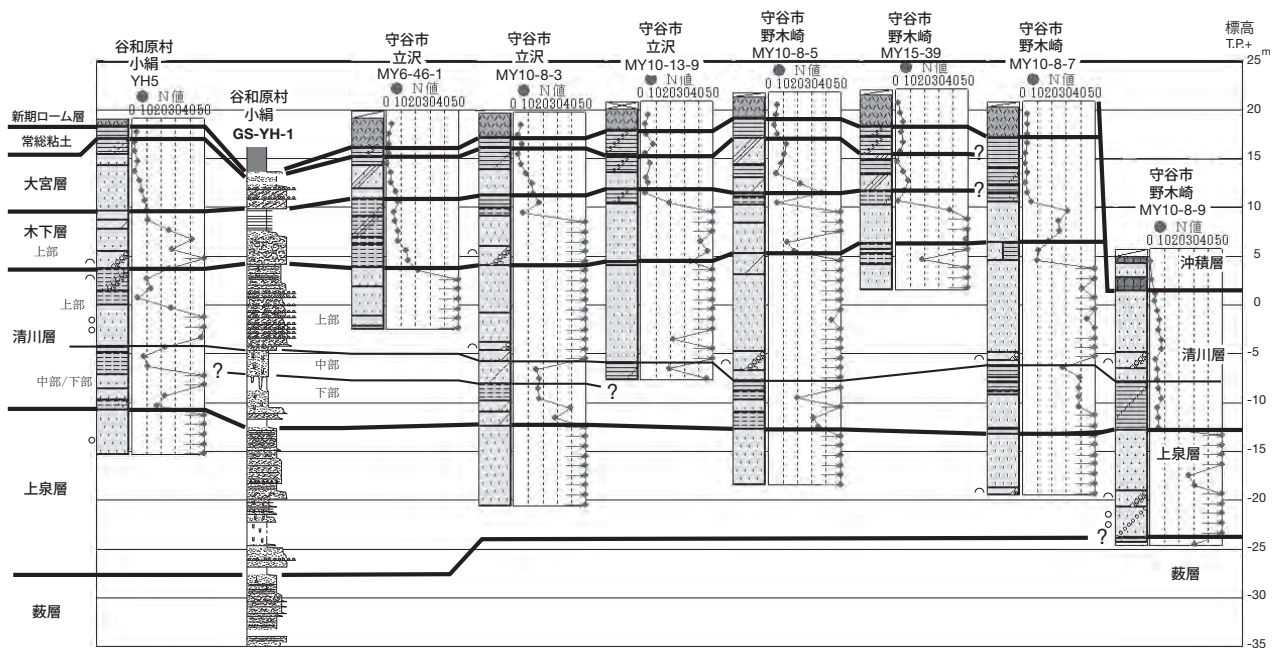 谷和原村
小絹
YH5
N値
0 1020304050
谷和原村
小絹
GS-YH-1
守谷市
立沢
MY6-46-1
N値
0 1020304050
守谷市
立沢
MY10-8-3
N値
0 1020304050
守谷市
立沢
MY10-13-9
N値
0 1020304050
守谷市
野木崎
MY10-8-5
N値
0 1020304050
守谷市
野木崎
MY15-39
N値
0 1020304050
守谷市
野木崎
MY10-8-7
N値
0 1020304050
守谷市
野木崎
MY10-8-9
N値
0 1020304050
標高
T.P.+
m
25
20
15
10
5
0
-5
-10
-15
-20
-25
-30
-35
新期ローム層
常総粘土
大宮層
木下層
上部
上部
清川層
中部/下部
上泉層
薮層
上部
中部
下部
?
?
?
?
?
沖積層
清川層
上泉層
薮層